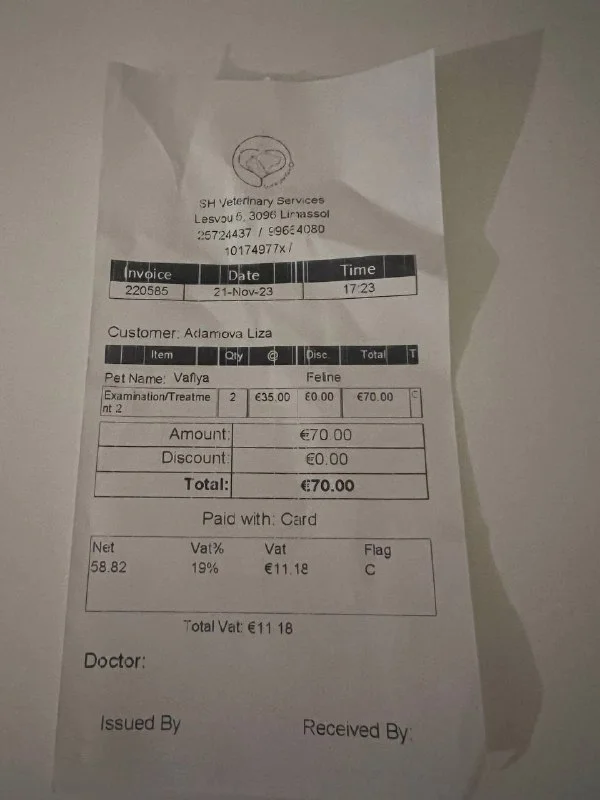 SH Veterinary Services
Lesvou 6, 3096 Limassol
25724437 / 99664080
10174977x /
Invoice Date Time
220585 21-Nov-23 17:23
Customer: Adamova Liza
Item Qty @ Disc. Total T
Pet Name: Vaflya Feline
Examination/Treatme 2 €35.00 £0.00 €70.00 C
nt 2
Amount: €70.00
Discount: €0.00
Total: €70.00
Paid with: Card
Net Vat% Vat Flag
58.82 19% €11.18 C
Total Vat: €11.18
Doctor:
Issued By Received By: